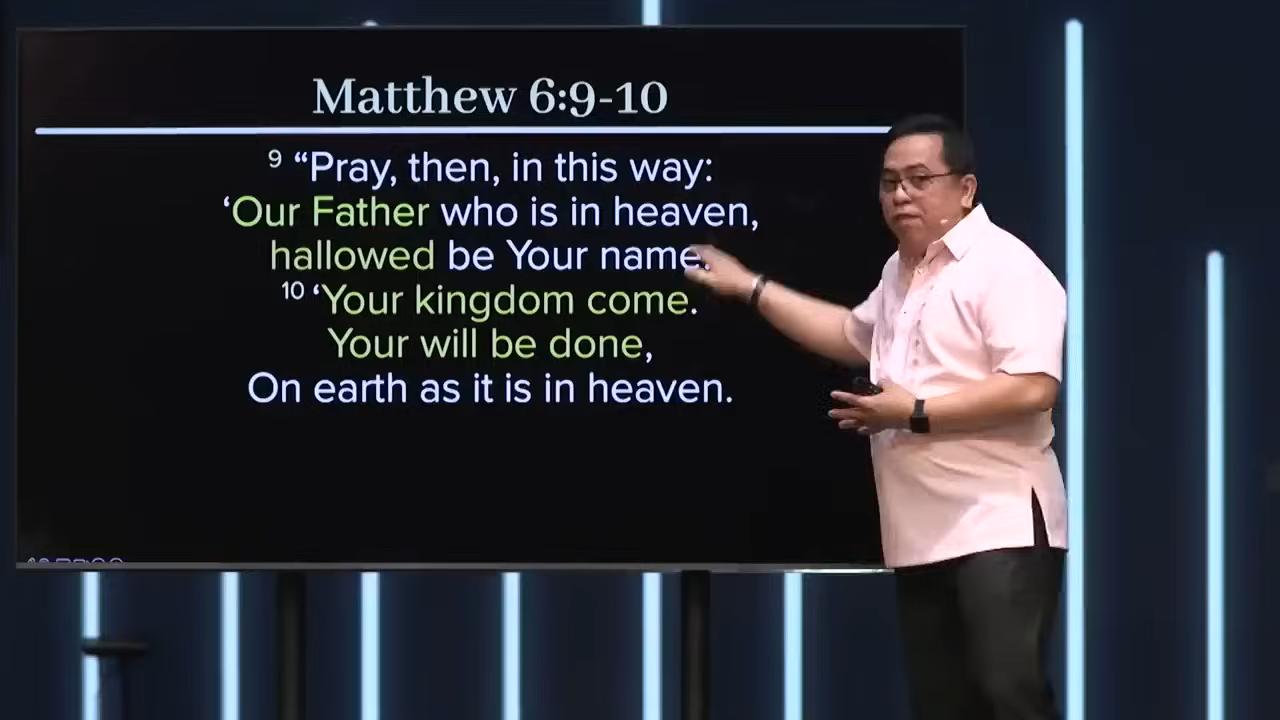 Matthew 6:9-10
9 “Pray, then, in this way:
‘Our Father who is in heaven,
hallowed be Your name.
10 ‘Your kingdom come.
Your will be done,
On earth as it is in heaven.